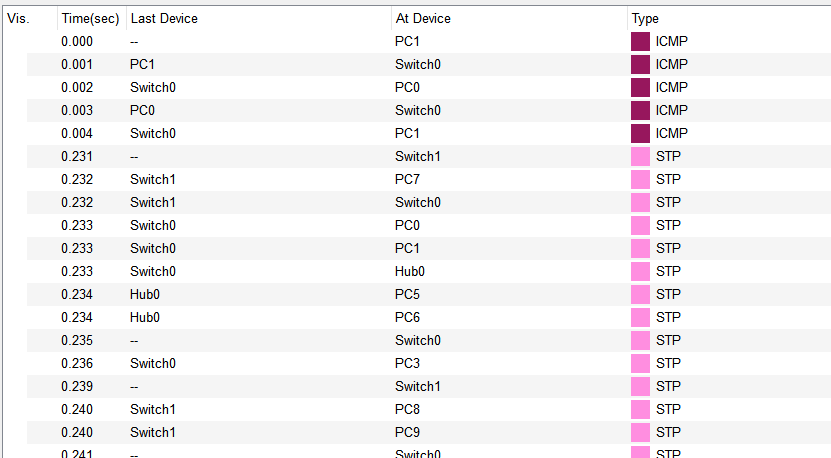 Vis. Time(sec) Last Device At Device Type
0.000 -- PC1 ICMP
0.001 PC1 Switch0 ICMP
0.002 Switch0 PC0 ICMP
0.003 PC0 Switch0 ICMP
0.004 Switch0 PC1 ICMP
0.231 -- Switch1 STP
0.232 Switch1 PC7 STP
0.232 Switch1 Switch0 STP
0.233 Switch0 PC0 STP
0.233 Switch0 PC1 STP
0.233 Switch0 Hub0 STP
0.234 Hub0 PC5 STP
0.234 Hub0 PC6 STP
0.235 -- Switch0 STP
0.236 Switch0 PC3 STP
0.239 -- Switch1 STP
0.240 Switch1 PC8 STP
0.240 Switch1 PC9 STP
0.241 -- Switch0 STP